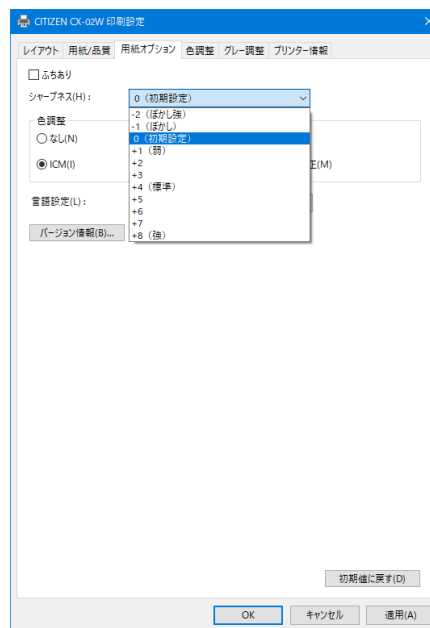 CITIZEN CX-02W 印刷設定
レイアウト 用紙/品質 用紙オプション 色調整 グレー調整 プリンター情報
ふちあり
シャープネス(H)： 0（初期設定）
-2（ぼかし強）
-1（ぼかし）
0（初期設定）
+1（弱）
+2
+3
+4（標準）
+5
+6
+7
+8（強）
色調整
なし(N)
ICM(I) E(M)
言語設定(L)：
バージョン情報(B)...
初期値に戻す(D)
OK キャンセル 適用(A)